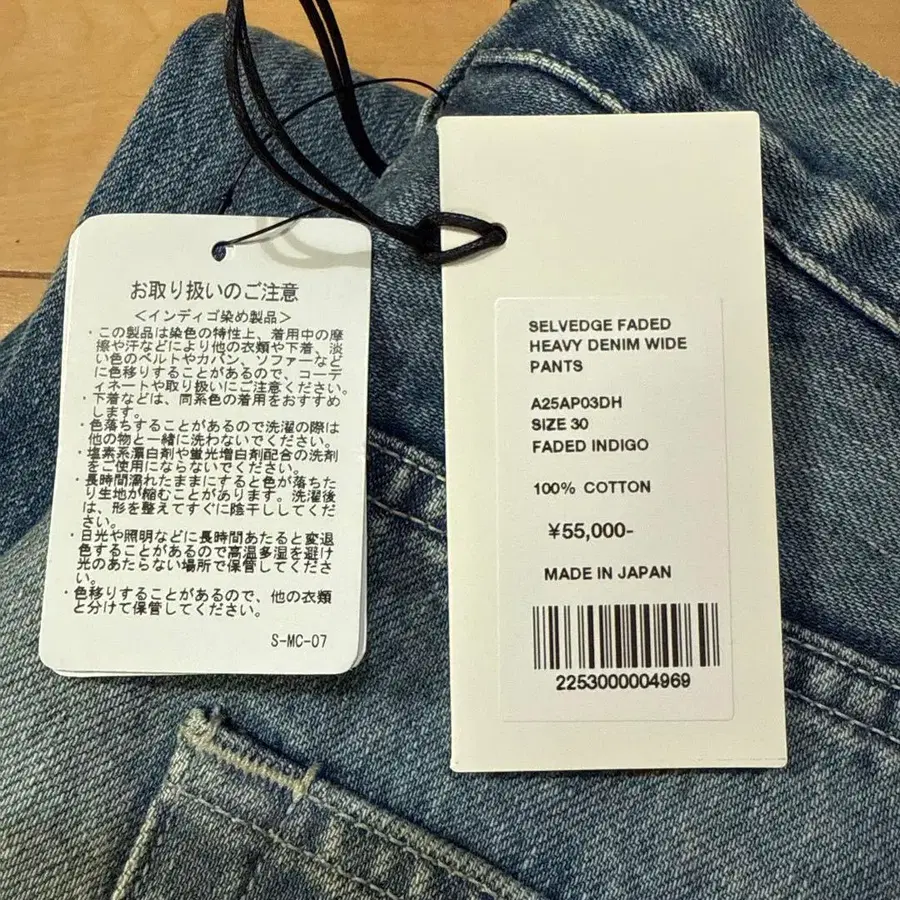 お取り扱いのご注意
＜インディゴ染め製品＞
・この製品は染色の特性上、着用中の摩
擦や汗などにより他の衣類や下着、淡
い色のベルトやカバン、ソファーなど
に色移りすることがあるので、コーデ
ィネートや取り扱いにご注意ください。
・下着などは、同系色の着用をおすすめ
します。
・色落ちすることがあるので洗濯の際は
他の物と一緒に洗わないでください。
・塩素系漂白剤や蛍光増白剤配合の洗剤
をご使用にならないでください。
・長時間濡れたままにすると色が落ちた
り生地が縮むことがあります。洗濯後
は、形を整えてすぐに陰干ししてくだ
さい。
・日光や照明などに長時間あたると変退
色することがあるので高温多湿を避け
光のあたらない場所で保管してくださ
い。
・色移りすることがあるので、他の衣類
と分けて保管してください。
S-MC-07
SELVEDGE FADED
HEAVY DENIM WIDE
PANTS
A25AP03DH
SIZE 30
FADED INDIGO
100% COTTON
¥55,000-
MADE IN JAPAN
2253000004969